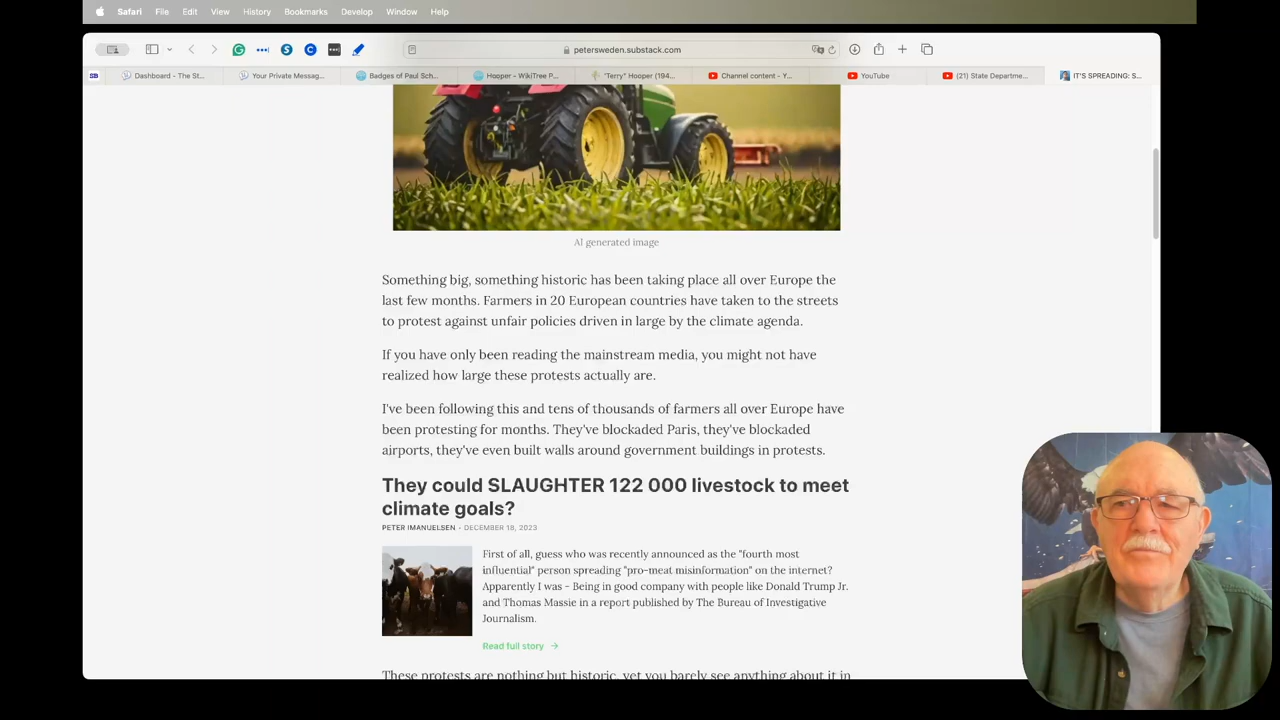 Safari File Edit View History Bookmarks Develop Window Help
petersweden.substack.com
SB Dashboard - The St... Your Private Messag... Badges of Paul Sch... Hooper - WikiTree P... "Terry" Hooper (194... Channel content - Y... YouTube (21) State Departme... IT'S SPREADING: S...
AI generated image
Something big, something historic has been taking place all over Europe the
last few months. Farmers in 20 European countries have taken to the streets
to protest against unfair policies driven in large by the climate agenda.
If you have only been reading the mainstream media, you might not have
realized how large these protests actually are.
I've been following this and tens of thousands of farmers all over Europe have
been protesting for months. They've blockaded Paris, they've blockaded
airports, they've even built walls around government buildings in protests.
They could SLAUGHTER 122 000 livestock to meet
climate goals?
PETER IMANUELSEN · DECEMBER 18, 2023
First of all, guess who was recently announced as the "fourth most
influential" person spreading "pro-meat misinformation" on the internet?
Apparently I was - Being in good company with people like Donald Trump Jr.
and Thomas Massie in a report published by The Bureau of Investigative
Journalism.
Read full story →
These protests are nothing but historic, yet you barely see anything about it in